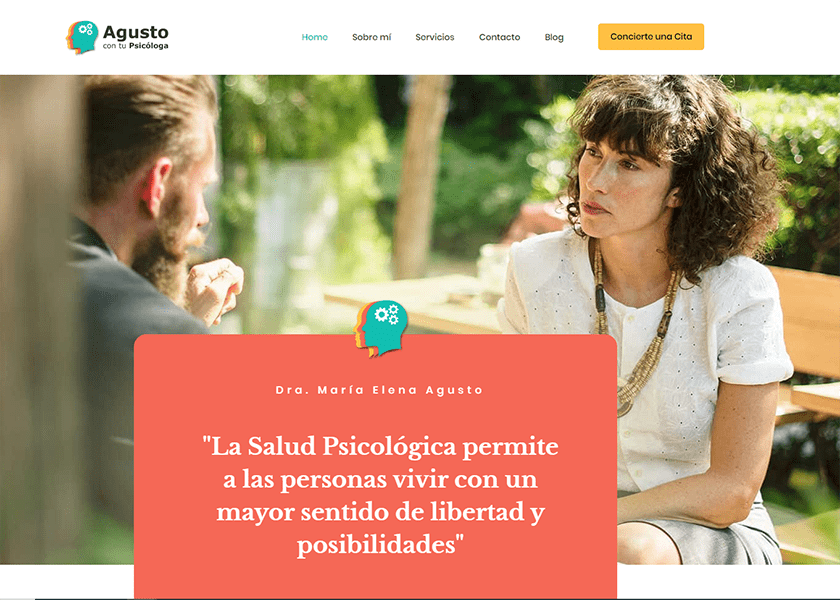 Agusto
con tu Psicóloga
Home
Sobre mí
Servicios
Contacto
Blog
Concierte una Cita
Dra. María Elena Agusto
"La Salud Psicológica permite
a las personas vivir con un
mayor sentido de libertad y
posibilidades"